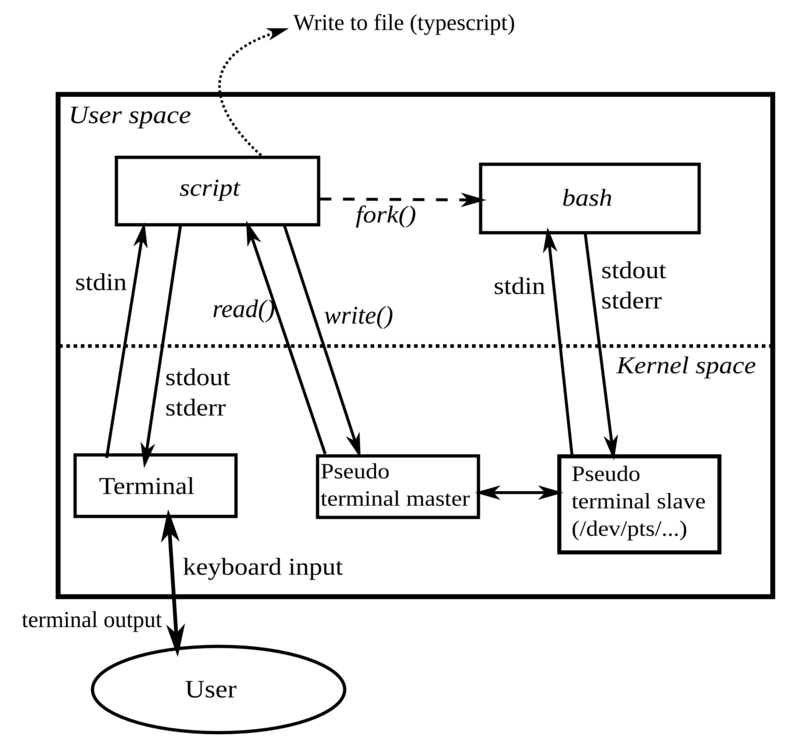 Write to file (typescript)
User space
script
bash
fork()
stdin
read()
write()
stdin
stdout
stderr
Kernel space
stdout
stderr
Terminal
Pseudo
terminal master
Pseudo
terminal slave
(/dev/pts/...)
keyboard input
terminal output
User